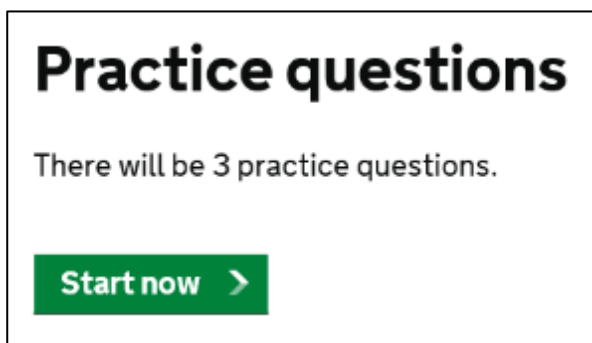 Practice questions
There will be 3 practice questions.
Start now